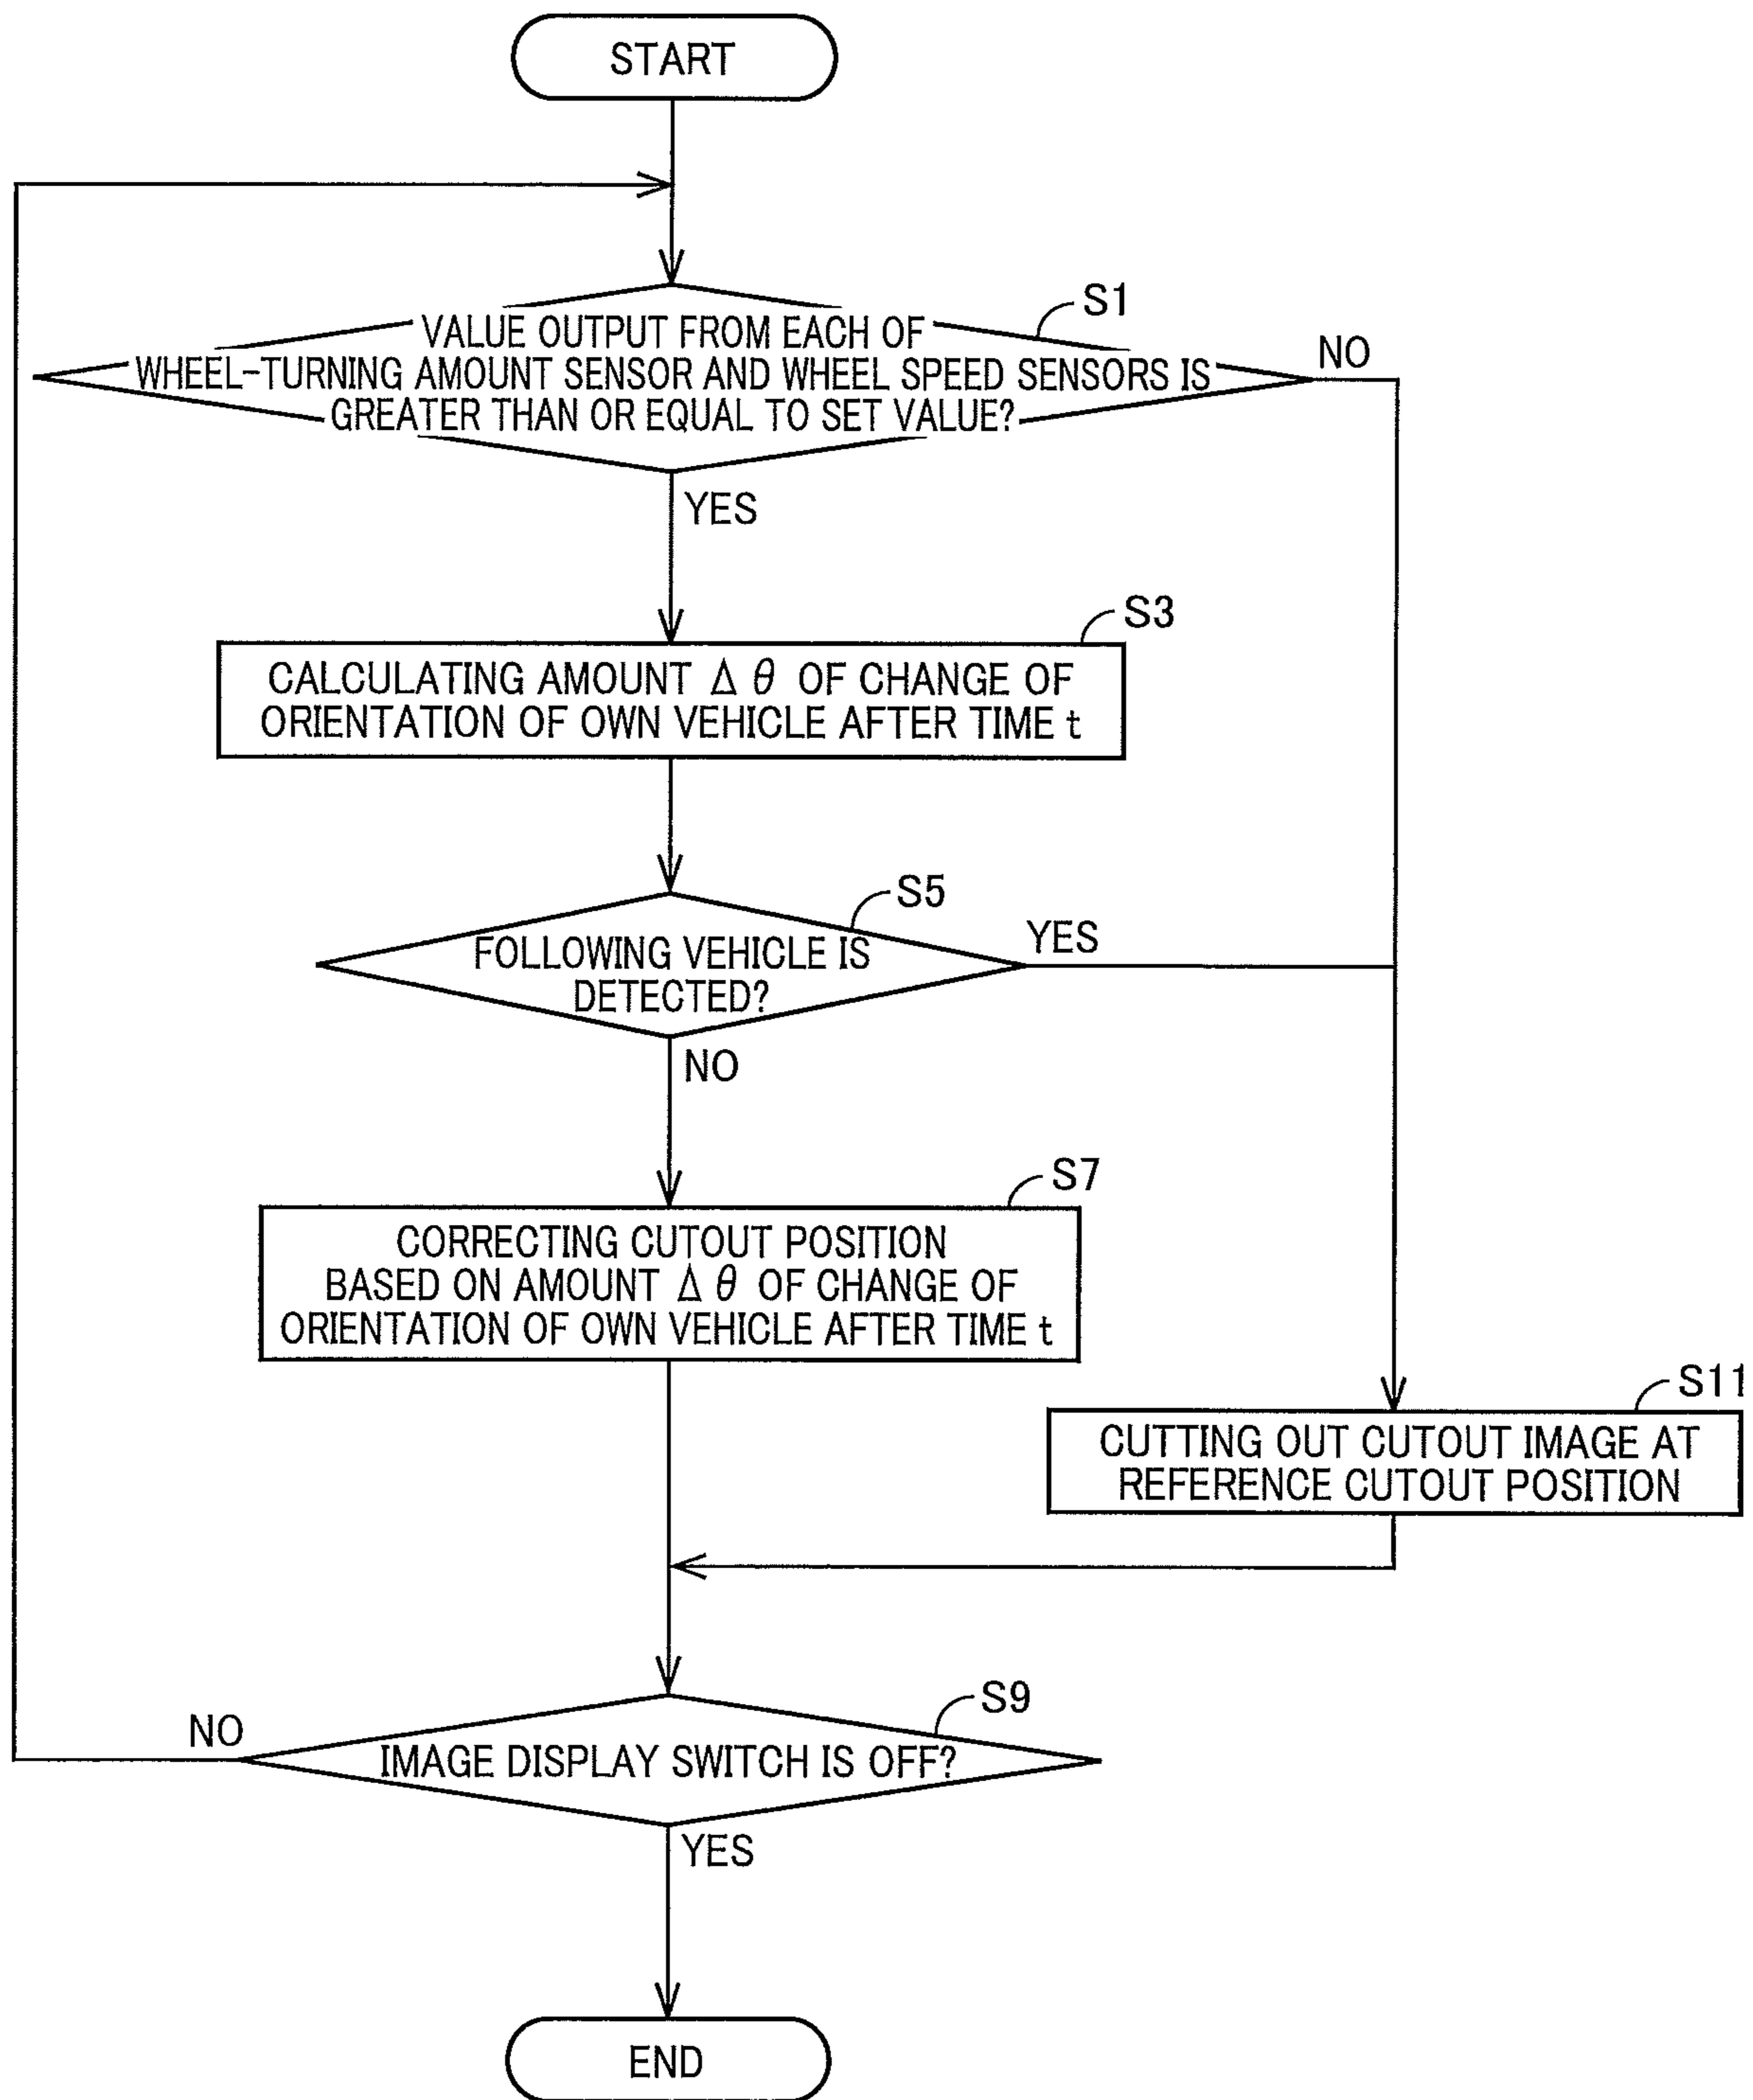 START
S1
VALUE OUTPUT FROM EACH OF
WHEEL-TURNING AMOUNT SENSOR AND WHEEL SPEED SENSORS IS
GREATER THAN OR EQUAL TO SET VALUE?
NO
YES
S3
CALCULATING AMOUNT Δθ OF CHANGE OF
ORIENTATION OF OWN VEHICLE AFTER TIME t
S5
FOLLOWING VEHICLE IS
DETECTED?
YES
NO
S7
CORRECTING CUTOUT POSITION
BASED ON AMOUNT Δθ OF CHANGE OF
ORIENTATION OF OWN VEHICLE AFTER TIME t
S11
CUTTING OUT CUTOUT IMAGE AT
REFERENCE CUTOUT POSITION
S9
NO
IMAGE DISPLAY SWITCH IS OFF?
YES
END